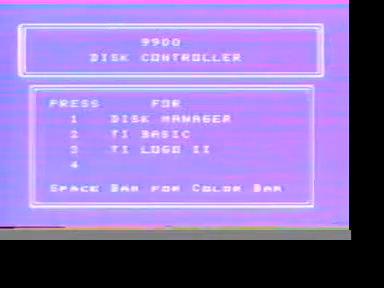 9900
DISK CONTROLLER
PRESS FOR
1 DISK MANAGER
2 TI BASIC
3 TI LOGO II
4
SPACE BAR FOR COLOR BAR